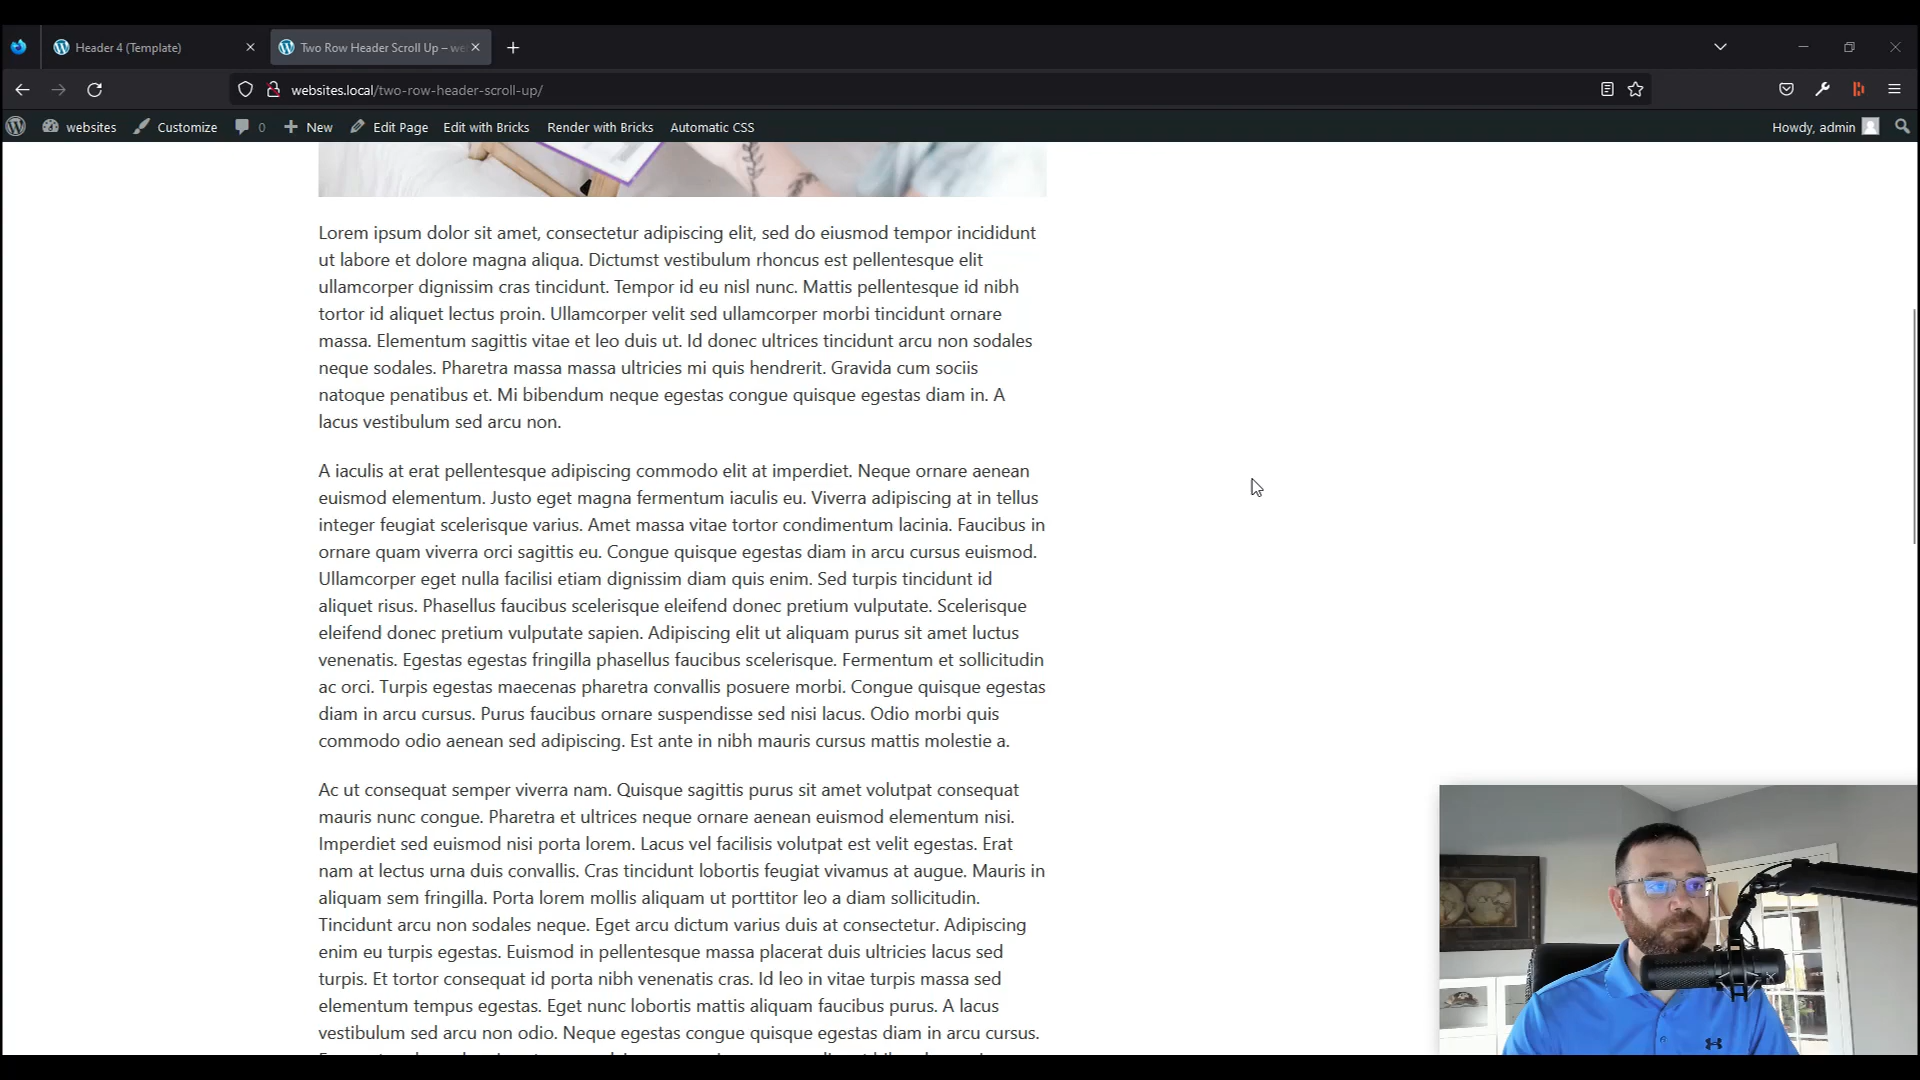 Header 4 (Template)
Two Row Header Scroll Up – we
websites.local/two-row-header-scroll-up/
websites
Customize
0
New
Edit Page
Edit with Bricks
Render with Bricks
Automatic CSS
Howdy, admin
Lorem ipsum dolor sit amet, consectetur adipiscing elit, sed do eiusmod tempor incididunt
ut labore et dolore magna aliqua. Dictumst vestibulum rhoncus est pellentesque elit
ullamcorper dignissim cras tincidunt. Tempor id eu nisl nunc. Mattis pellentesque id nibh
tortor id aliquet lectus proin. Ullamcorper velit sed ullamcorper morbi tincidunt ornare
massa. Elementum sagittis vitae et leo duis ut. Id donec ultrices tincidunt arcu non sodales
neque sodales. Pharetra massa massa ultricies mi quis hendrerit. Gravida cum sociis
natoque penatibus et. Mi bibendum neque egestas congue quisque egestas diam in. A
lacus vestibulum sed arcu non.
A iaculis at erat pellentesque adipiscing commodo elit at imperdiet. Neque ornare aenean
euismod elementum. Justo eget magna fermentum iaculis eu. Viverra adipiscing at in tellus
integer feugiat scelerisque varius. Amet massa vitae tortor condimentum lacinia. Faucibus in
ornare quam viverra orci sagittis eu. Congue quisque egestas diam in arcu cursus euismod.
Ullamcorper eget nulla facilisi etiam dignissim diam quis enim. Sed turpis tincidunt id
aliquet risus. Phasellus faucibus scelerisque eleifend donec pretium vulputate. Scelerisque
eleifend donec pretium vulputate sapien. Adipiscing elit ut aliquam purus sit amet luctus
venenatis. Egestas egestas fringilla phasellus faucibus scelerisque. Fermentum et sollicitudin
ac orci. Turpis egestas maecenas pharetra convallis posuere morbi. Congue quisque egestas
diam in arcu cursus. Purus faucibus ornare suspendisse sed nisi lacus. Odio morbi quis
commodo odio aenean sed adipiscing. Est ante in nibh mauris cursus mattis molestie a.
Ac ut consequat semper viverra nam. Quisque sagittis purus sit amet volutpat consequat
mauris nunc congue. Pharetra et ultrices neque ornare aenean euismod elementum nisi.
Imperdiet sed euismod nisi porta lorem. Lacus vel facilisis volutpat est velit egestas. Erat
nam at lectus urna duis convallis. Cras tincidunt lobortis feugiat vivamus at augue. Mauris in
aliquam sem fringilla. Porta lorem mollis aliquam ut porttitor leo a diam sollicitudin.
Tincidunt arcu non sodales neque. Eget arcu dictum varius duis at consectetur. Adipiscing
enim eu turpis egestas. Euismod in pellentesque massa placerat duis ultricies lacus sed
turpis. Et tortor consequat id porta nibh venenatis cras. Id leo in vitae turpis massa sed
elementum tempus egestas. Eget nunc lobortis mattis aliquam faucibus purus. A lacus
vestibulum sed arcu non odio. Neque egestas congue quisque egestas diam in arcu cursus.